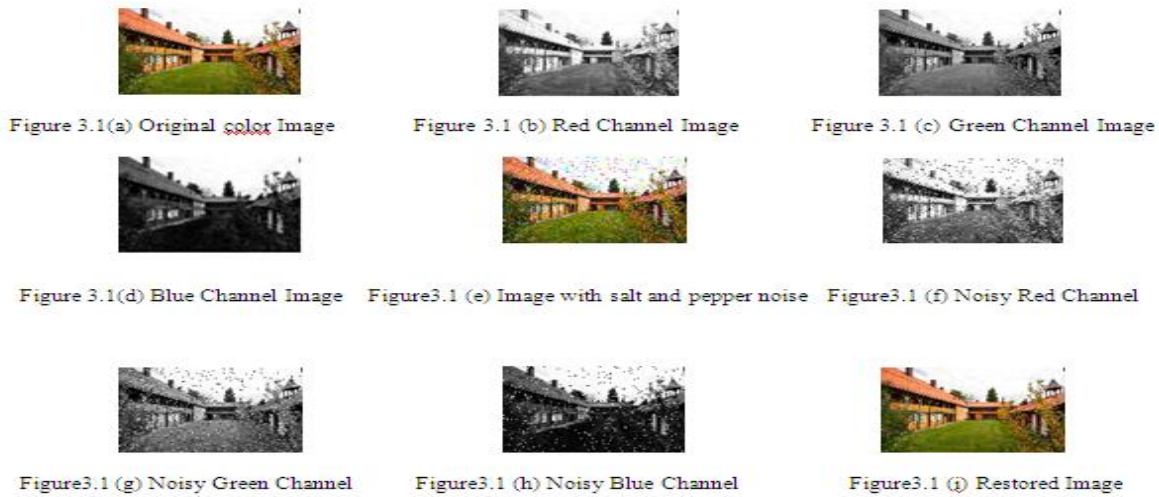 Figure 3.1(a) Original color Image
Figure 3.1 (b) Red Channel Image
Figure 3.1 (c) Green Channel Image
Figure 3.1(d) Blue Channel Image
Figure3.1 (e) Image with salt and pepper noise
Figure3.1 (f) Noisy Red Channel
Figure3.1 (g) Noisy Green Channel
Figure3.1 (h) Noisy Blue Channel
Figure3.1 (i) Restored Image